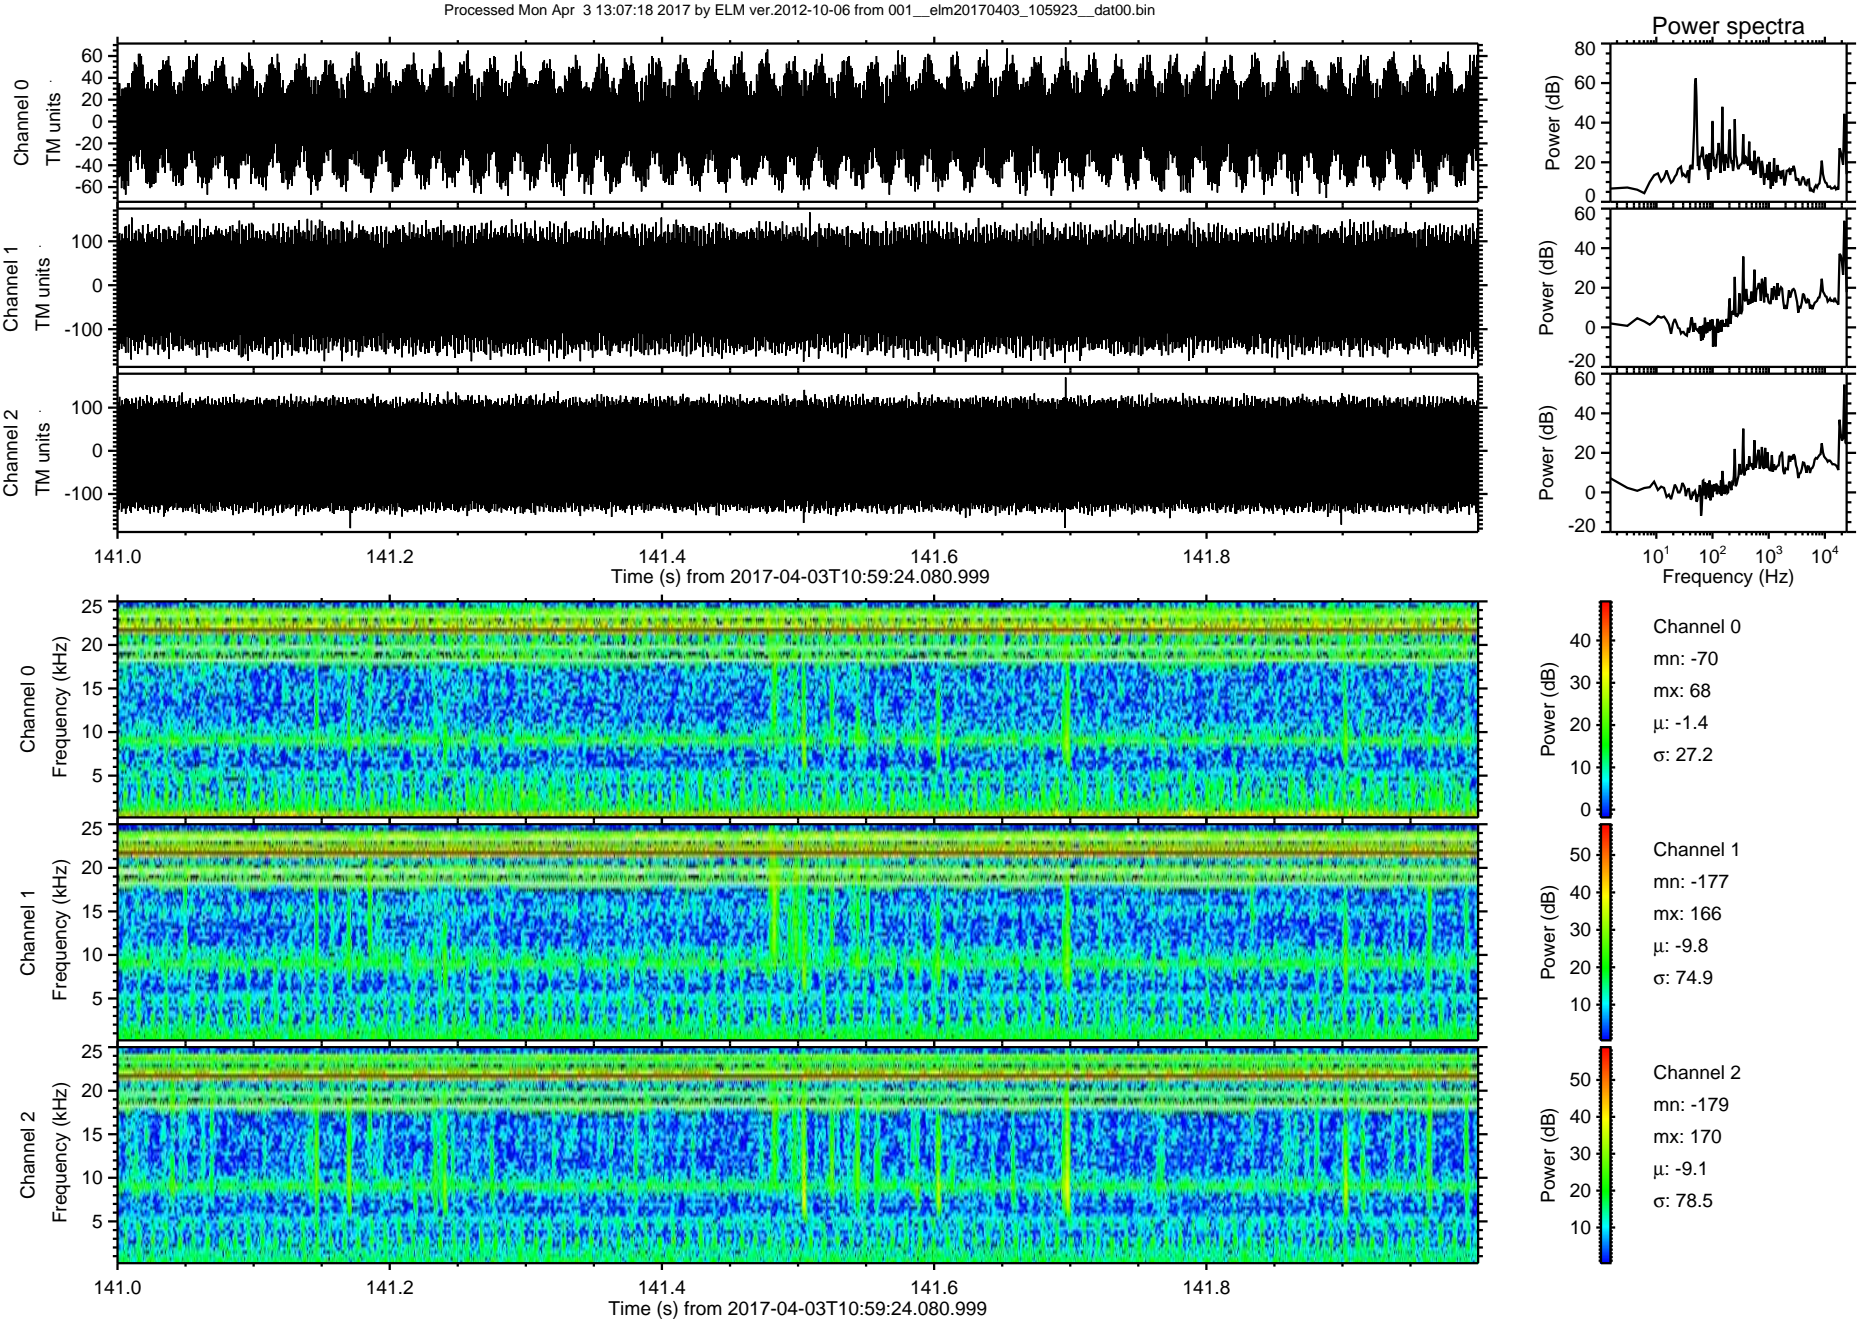 Processed Mon Apr  3 13:07:18 2017 by ELM ver.2012-10-06 from 001__elm20170403_105923__dat00.bin
Power spectra
Channel 0
TM units
60
40
20
0
-20
-40
-60
Power (dB)
80
60
40
20
0
Channel 1
TM units
100
0
-100
Power (dB)
60
40
20
0
-20
Channel 2
TM units
100
0
-100
Power (dB)
60
40
20
0
-20
141.0 141.2 141.4 141.6 141.8
Time (s) from 2017-04-03T10:59:24.080.999
10^1 10^2 10^3 10^4
Frequency (Hz)
Channel 0
Frequency (kHz)
25
20
15
10
5
Power (dB)
40
30
20
10
0
Channel 0
mn: -70
mx: 68
μ: -1.4
σ: 27.2
Channel 1
Frequency (kHz)
25
20
15
10
5
Power (dB)
50
40
30
20
10
Channel 1
mn: -177
mx: 166
μ: -9.8
σ: 74.9
Channel 2
Frequency (kHz)
25
20
15
10
5
Power (dB)
50
40
30
20
10
Channel 2
mn: -179
mx: 170
μ: -9.1
σ: 78.5
141.0 141.2 141.4 141.6 141.8
Time (s) from 2017-04-03T10:59:24.080.999